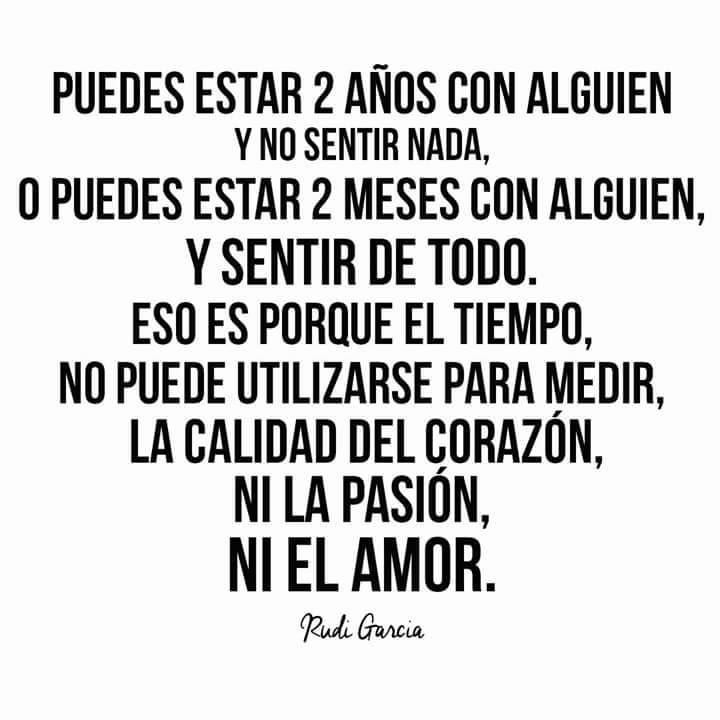 PUEDES ESTAR 2 AÑOS CON ALGUIEN
Y NO SENTIR NADA,
O PUEDES ESTAR 2 MESES CON ALGUIEN,
Y SENTIR DE TODO.
ESO ES PORQUE EL TIEMPO,
NO PUEDE UTILIZARSE PARA MEDIR,
LA CALIDAD DEL CORAZÓN,
NI LA PASIÓN,
NI EL AMOR.
Rudi Garcia